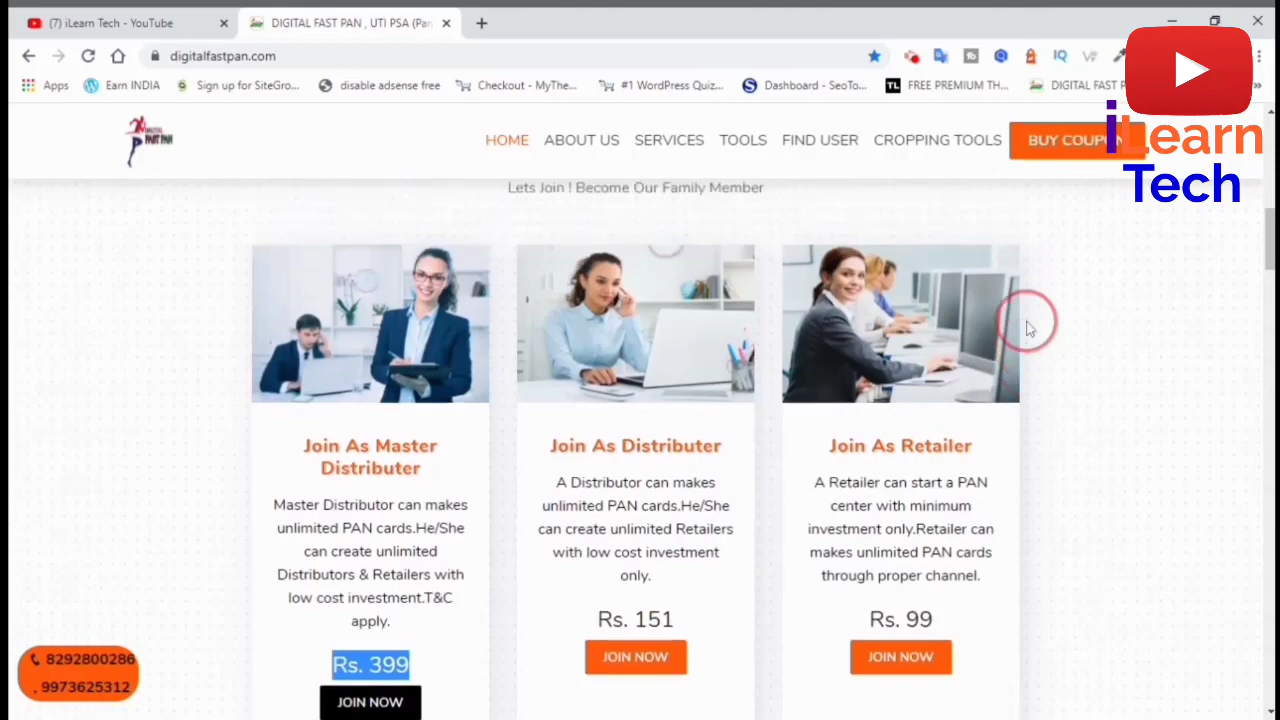 (7) iLearn Tech - YouTube
DIGITAL FAST PAN , UTI PSA (Pan
digitalfastpan.com
Apps
Earn INDIA
Sign up for SiteGro...
disable adsense free
Checkout - MyThe...
#1 WordPress Quiz...
Dashboard - SeoTo...
FREE PREMIUM TH...
DIGITAL FAST P
FAST PAN
HOME
ABOUT US
SERVICES
TOOLS
FIND USER
CROPPING TOOLS
BUY COUPON
iLearn
Tech
Lets Join ! Become Our Family Member
Join As Master
Distributer
Master Distributor can makes
unlimited PAN cards.He/She
can create unlimited
Distributors & Retailers with
low cost investment.T&C
apply.
Rs. 399
JOIN NOW
Join As Distributer
A Distributor can makes
unlimited PAN cards.He/She
can create unlimited Retailers
with low cost investment
only.
Rs. 151
JOIN NOW
Join As Retailer
A Retailer can start a PAN
center with minimum
investment only.Retailer can
makes unlimited PAN cards
through proper channel.
Rs. 99
JOIN NOW
8292800286
, 9973625312